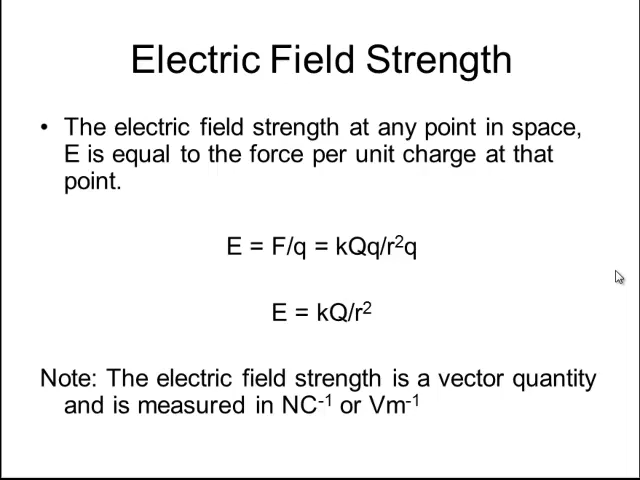 Electric Field Strength
• The electric field strength at any point in space,
E is equal to the force per unit charge at that
point.
E = F/q = kQq/r²q
E = kQ/r²
Note: The electric field strength is a vector quantity
and is measured in NC⁻¹ or Vm⁻¹